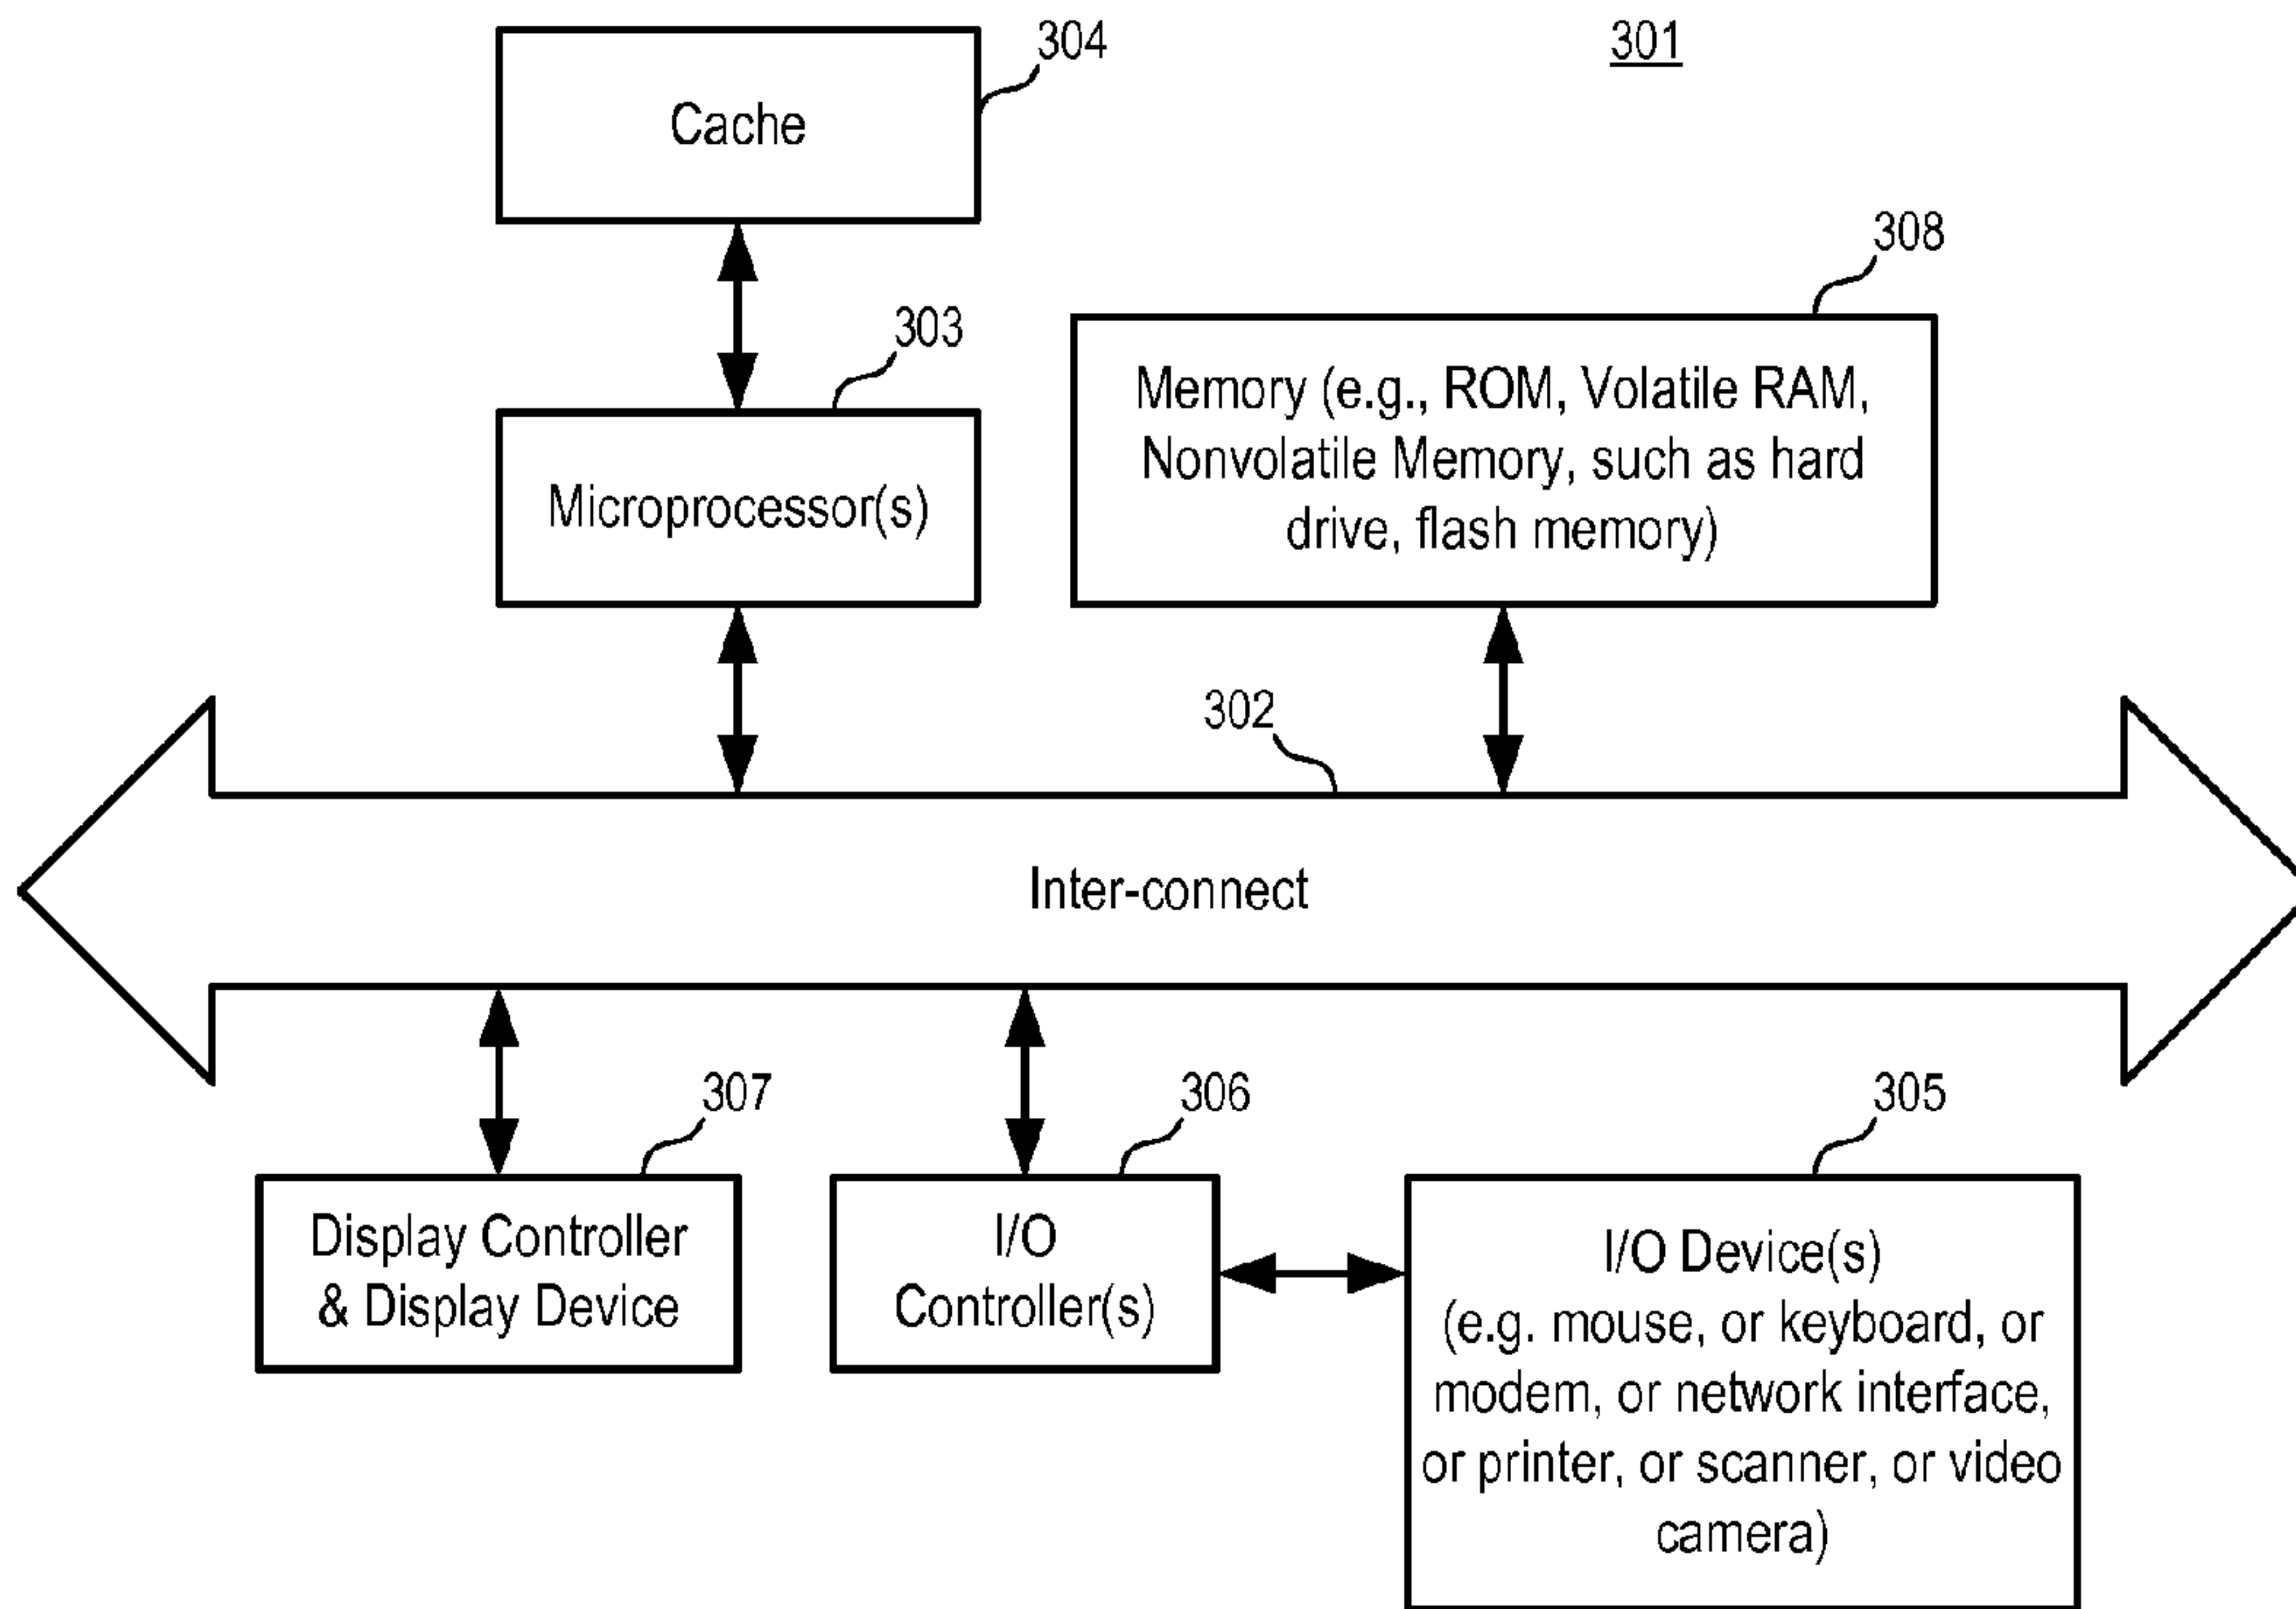 301
304
Cache
308
303
Memory (e.g., ROM, Volatile RAM,
Nonvolatile Memory, such as hard
drive, flash memory)
Microprocessor(s)
302
Inter-connect
307
306
305
Display Controller
& Display Device
I/O
Controller(s)
I/O Device(s)
(e.g. mouse, or keyboard, or
modem, or network interface,
or printer, or scanner, or video
camera)